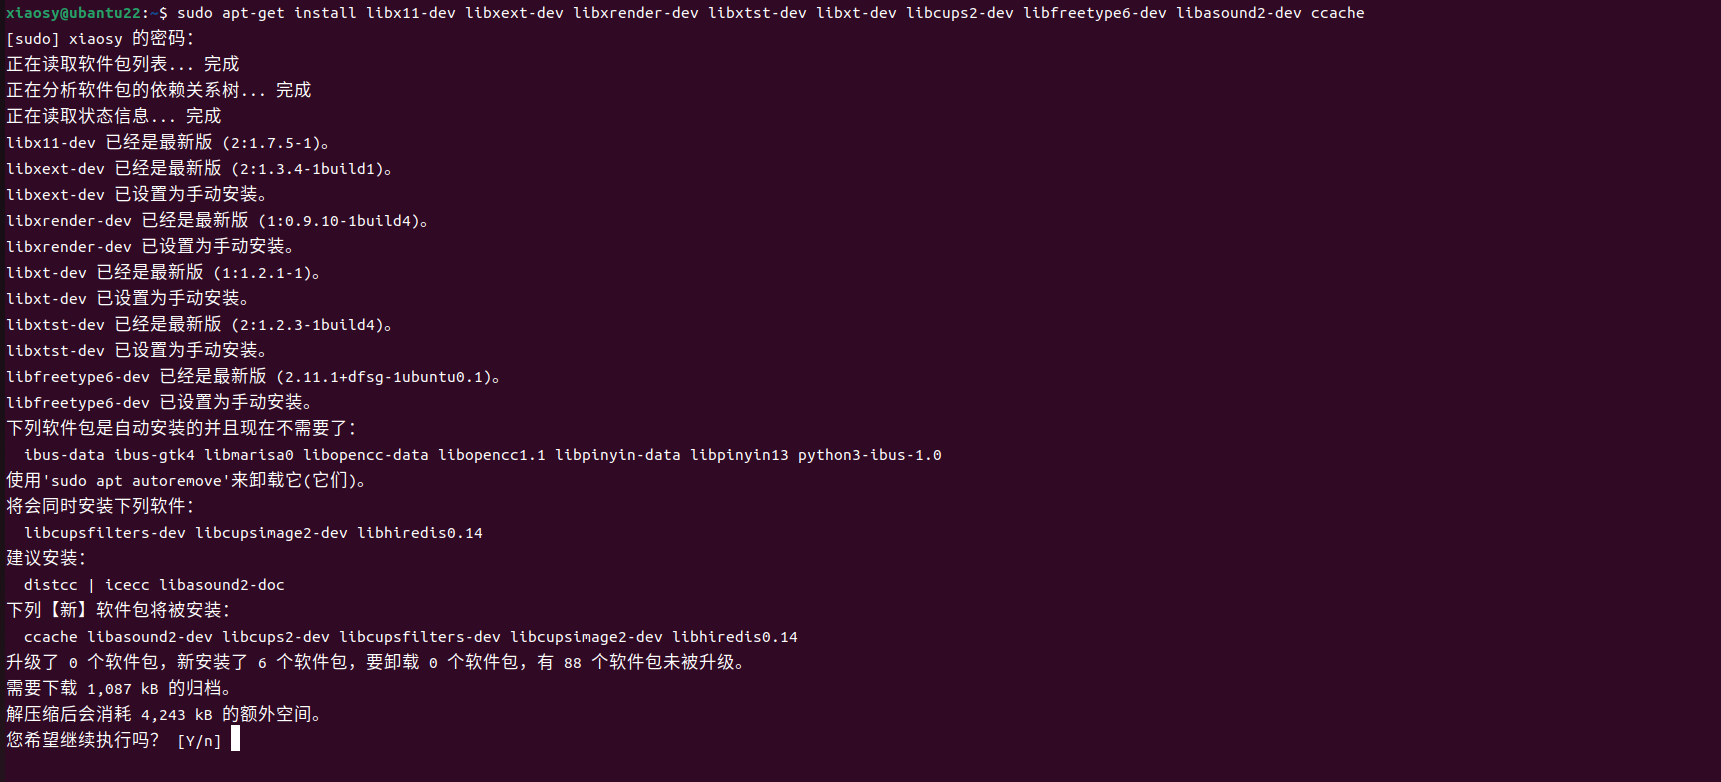 xiaosy@ubantu22:~$ sudo apt-get install libx11-dev libxext-dev libxrender-dev libxtst-dev libxt-dev libcups2-dev libfreetype6-dev libasound2-dev ccache
[sudo] xiaosy 的密码：
正在读取软件包列表... 完成
正在分析软件包的依赖关系树... 完成
正在读取状态信息... 完成
libx11-dev 已经是最新版 (2:1.7.5-1)。
libxext-dev 已经是最新版 (2:1.3.4-1build1)。
libxext-dev 已设置为手动安装。
libxrender-dev 已经是最新版 (1:0.9.10-1build4)。
libxrender-dev 已设置为手动安装。
libxt-dev 已经是最新版 (1:1.2.1-1)。
libxt-dev 已设置为手动安装。
libxtst-dev 已经是最新版 (2:1.2.3-1build4)。
libxtst-dev 已设置为手动安装。
libfreetype6-dev 已经是最新版 (2.11.1+dfsg-1ubuntu0.1)。
libfreetype6-dev 已设置为手动安装。
下列软件包是自动安装的并且现在不需要了：
ibus-data ibus-gtk4 libmarisa0 libopencc-data libopencc1.1 libpinyin-data libpinyin13 python3-ibus-1.0
使用'sudo apt autoremove'来卸载它(它们)。
将会同时安装下列软件：
libcupsfilters-dev libcupsimage2-dev libhiredis0.14
建议安装：
distcc | icecc libasound2-doc
下列【新】软件包将被安装：
ccache libasound2-dev libcups2-dev libcupsfilters-dev libcupsimage2-dev libhiredis0.14
升级了 0 个软件包，新安装了 6 个软件包，要卸载 0 个软件包，有 88 个软件包未被升级。
需要下载 1,087 kB 的归档。
解压缩后会消耗 4,243 kB 的额外空间。
您希望继续执行吗？ [Y/n]